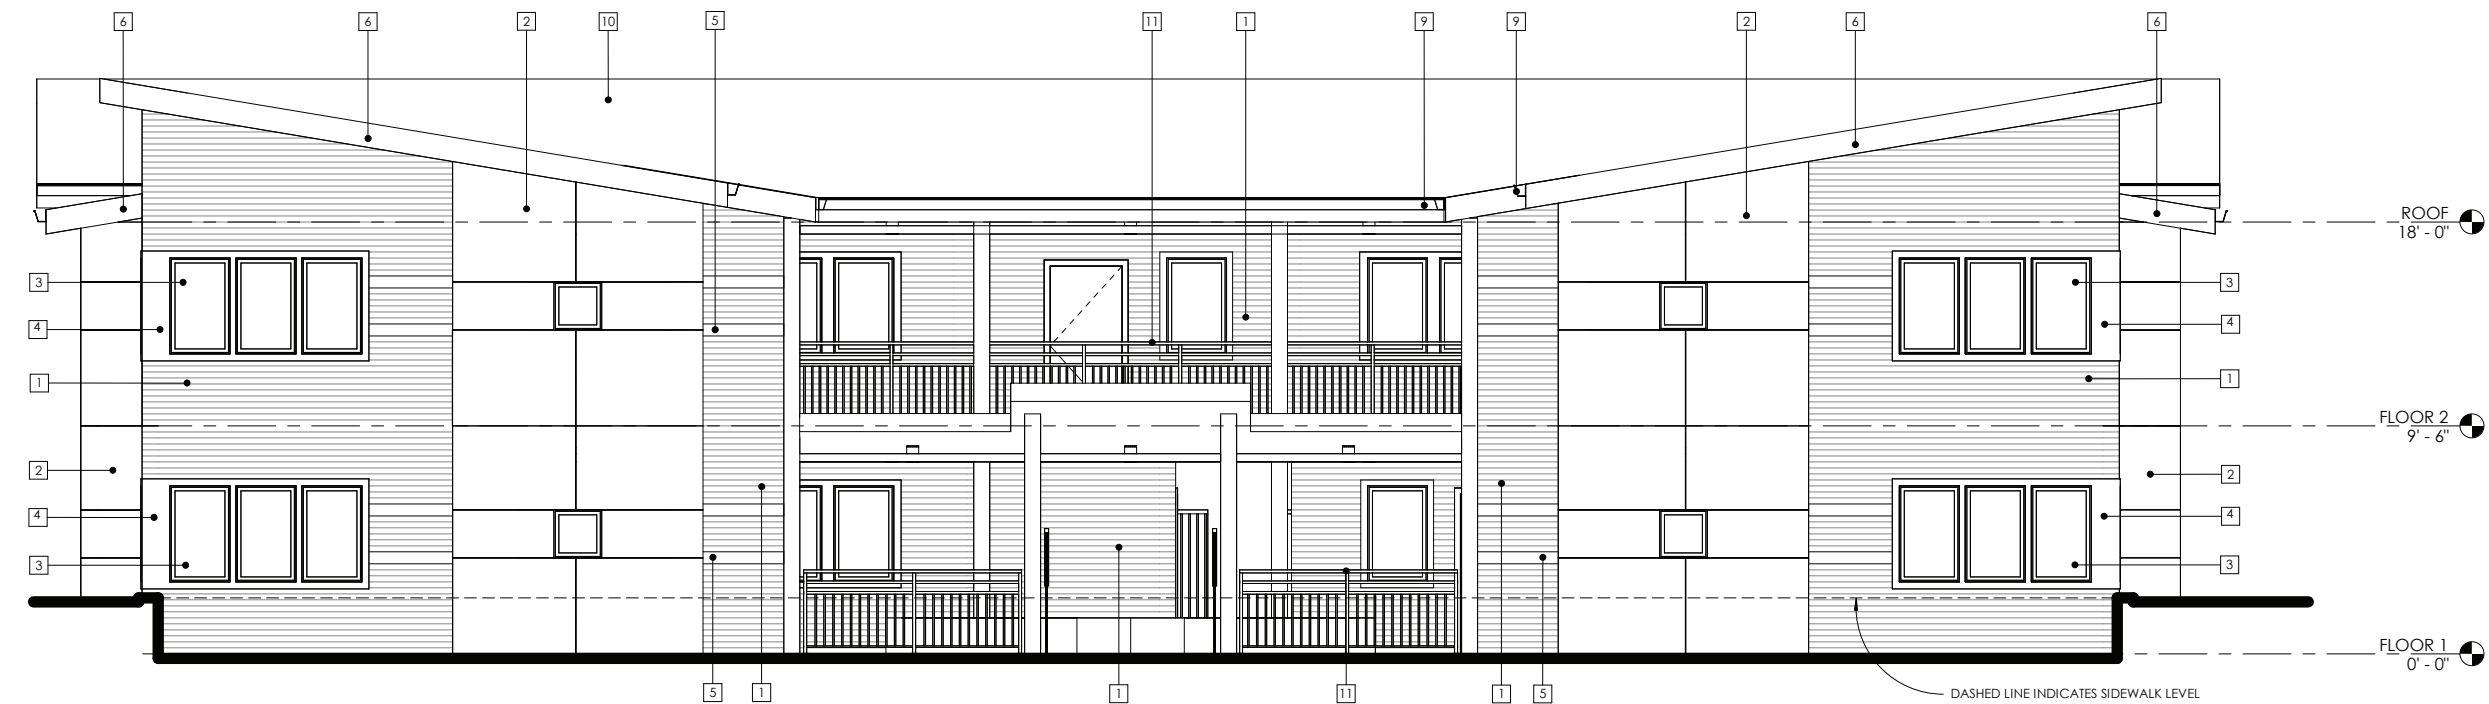 6 6 2 10 5 11 1 9 9 2 6 6
ROOF
18' - 0"
3 3
4 4
1 1
FLOOR 2
9' - 6"
2 2
4 4
3 3
FLOOR 1
0' - 0"
5 1 1 11 1 5
DASHED LINE INDICATES SIDEWALK LEVEL